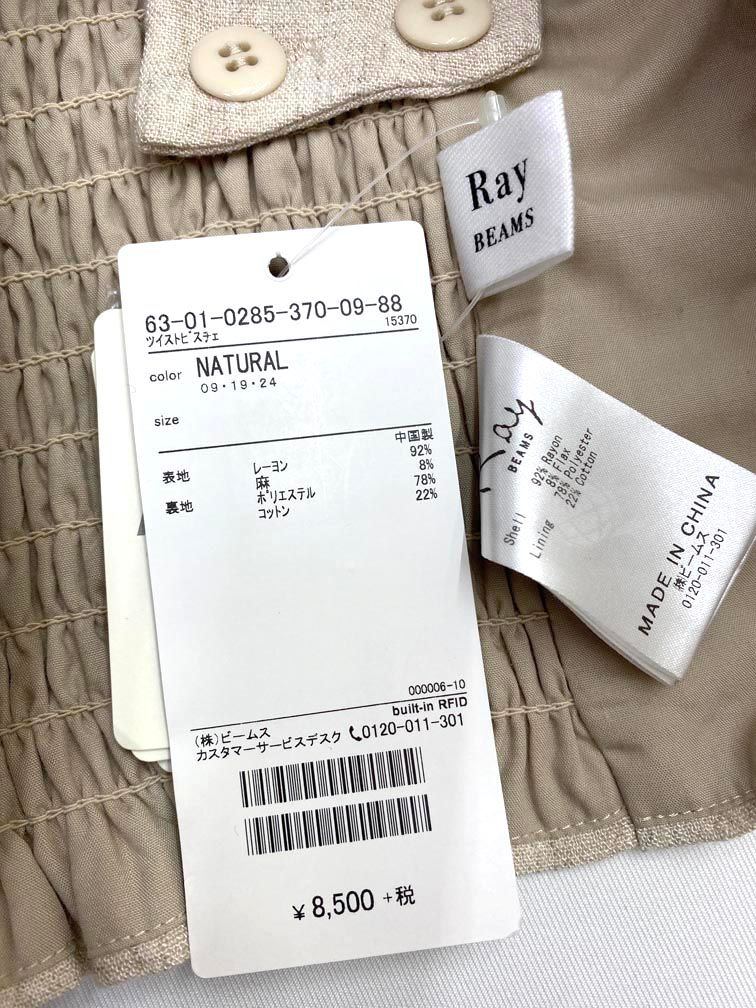 Ray
BEAMS
63-01-0285-370-09-88
ツイストビスチェ 15370
color NATURAL
09・19・24
size
中国製
表地 レーヨン 92%
麻 8%
裏地 ポリエステル 78%
コットン 22%
000006-10
built-in RFID
(株)ビームス
カスタマーサービスデスク 0120-011-301
¥ 8,500 +税
Ray
BEAMS
Shell 92% Rayon
8% Flax
Lining 78% Polyester
22% Cotton
MADE IN CHINA
(株)ビームス
0120-011-301